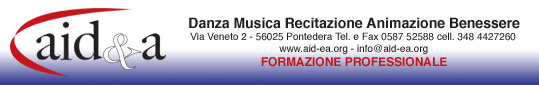 aid&a
Danza Musica Recitazione Animazione Benessere
Via Veneto 2 - 56025 Pontedera Tel. e Fax 0587 52588 cell. 348 4427260
www.aid-ea.org - info@aid-ea.org
FORMAZIONE PROFESSIONALE